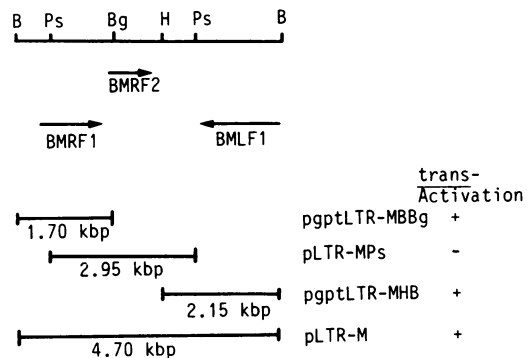 B Ps Bg H Ps B
BMRF2
BMRF1 BMLF1
trans-
Activation
1.70 kbp pgptLTR-MBBg +
2.95 kbp pLTR-MPs -
2.15 kbp pgptLTR-MHB +
4.70 kbp pLTR-M +